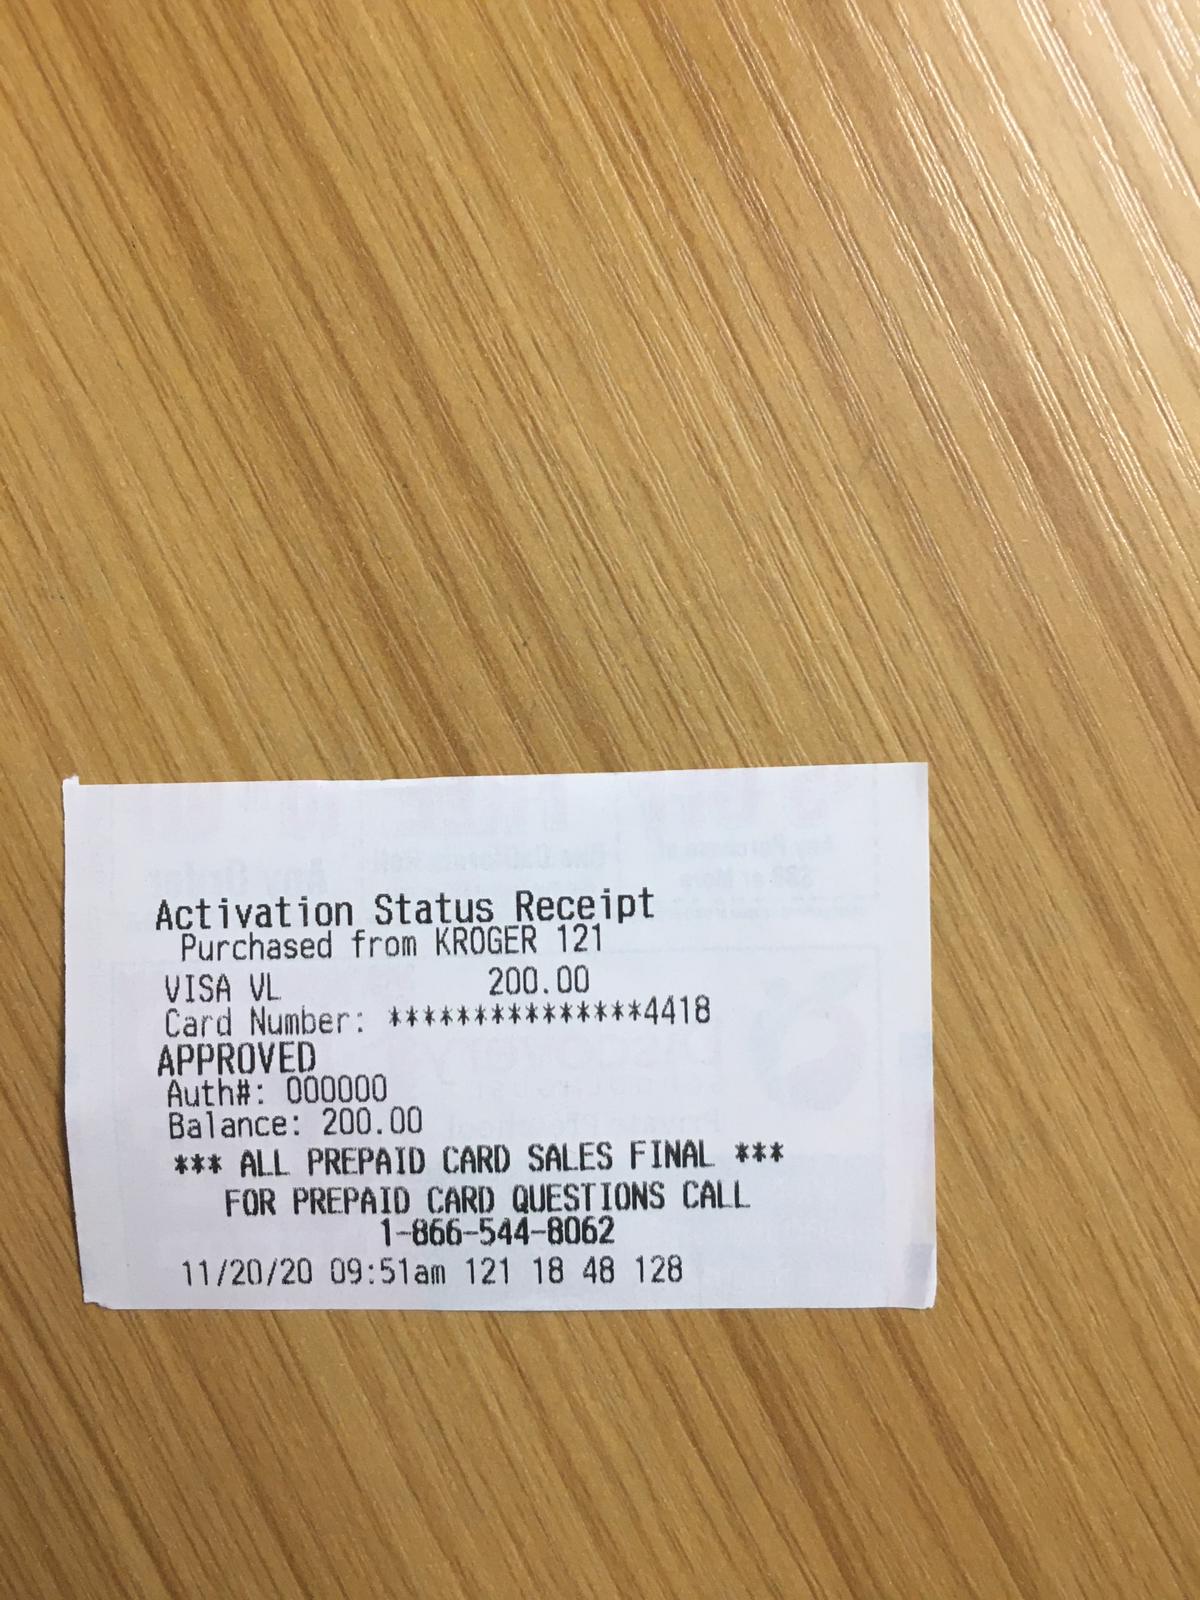 Activation Status Receipt
Purchased from KROGER 121
VISA VL 200.00
Card Number: ***************4418
APPROVED
Auth#: 000000
Balance: 200.00
*** ALL PREPAID CARD SALES FINAL ***
FOR PREPAID CARD QUESTIONS CALL
1-866-544-8062
11/20/20 09:51am 121 18 48 128